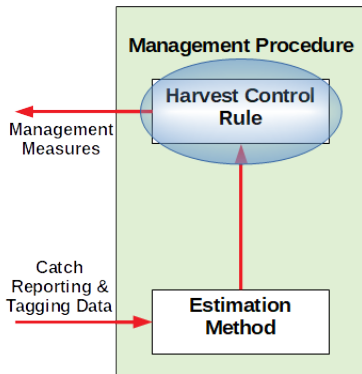 Management Procedure
Harvest Control
Rule
Management
Measures
Catch
Reporting &
Tagging Data
Estimation
Method